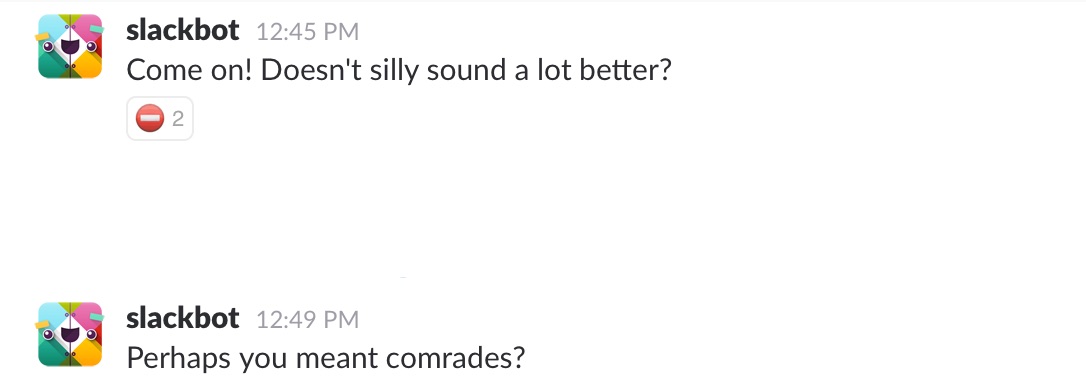 slackbot 12:45 PM
Come on! Doesn't silly sound a lot better?
2
slackbot 12:49 PM
Perhaps you meant comrades?